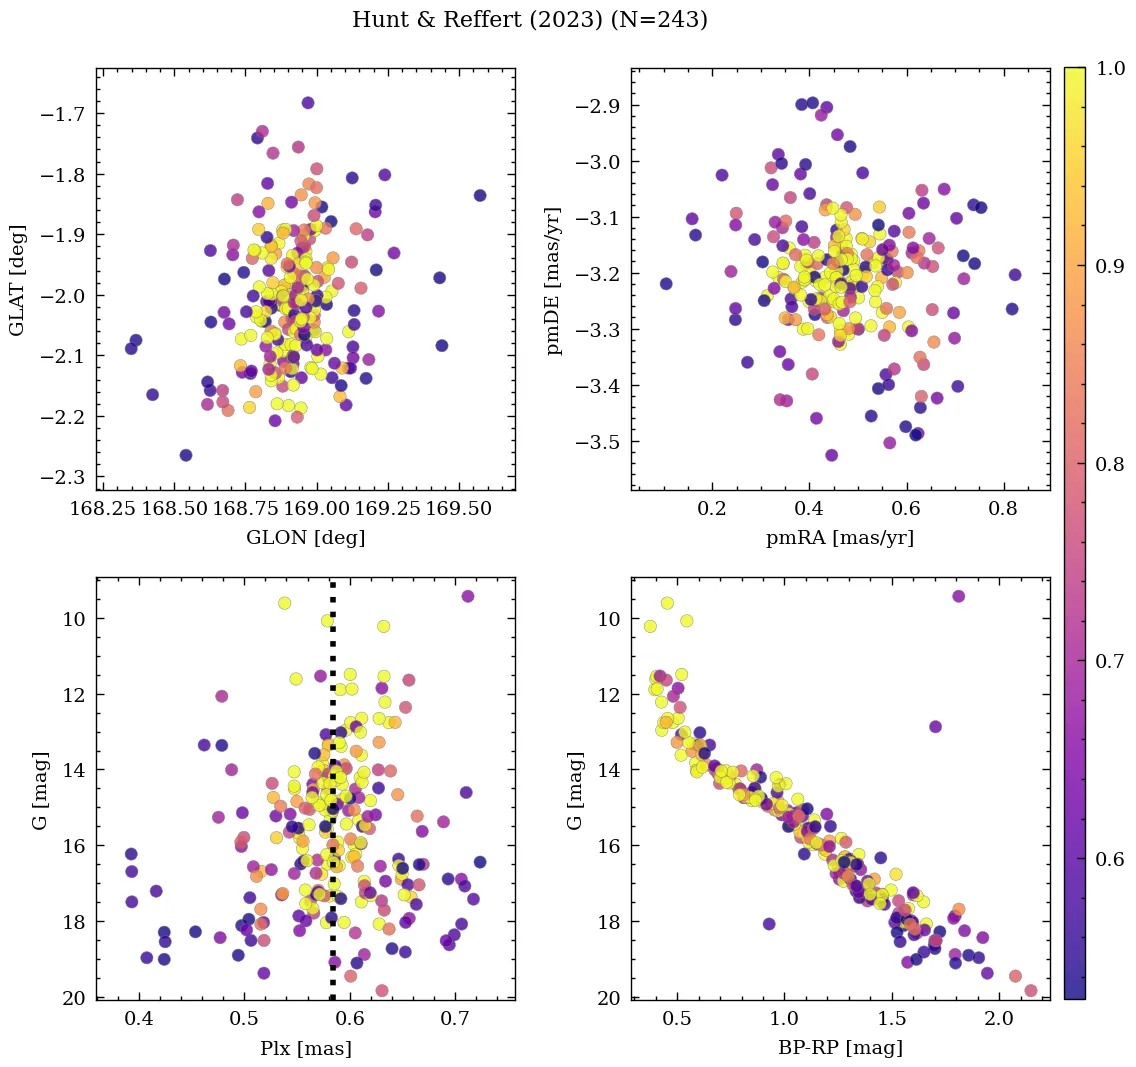 Hunt & Reffert (2023) (N=243)
−1.7
−1.8
−1.9
−2.0
−2.1
−2.2
−2.3
GLAT [deg]
168.25 168.50 168.75 169.00 169.25 169.50
GLON [deg]
−2.9
−3.0
−3.1
−3.2
−3.3
−3.4
−3.5
pmDE [mas/yr]
0.2 0.4 0.6 0.8
pmRA [mas/yr]
1.0
0.9
0.8
0.7
0.6
10
12
14
16
18
20
G [mag]
0.4 0.5 0.6 0.7
Plx [mas]
10
12
14
16
18
20
G [mag]
0.5 1.0 1.5 2.0
BP-RP [mag]